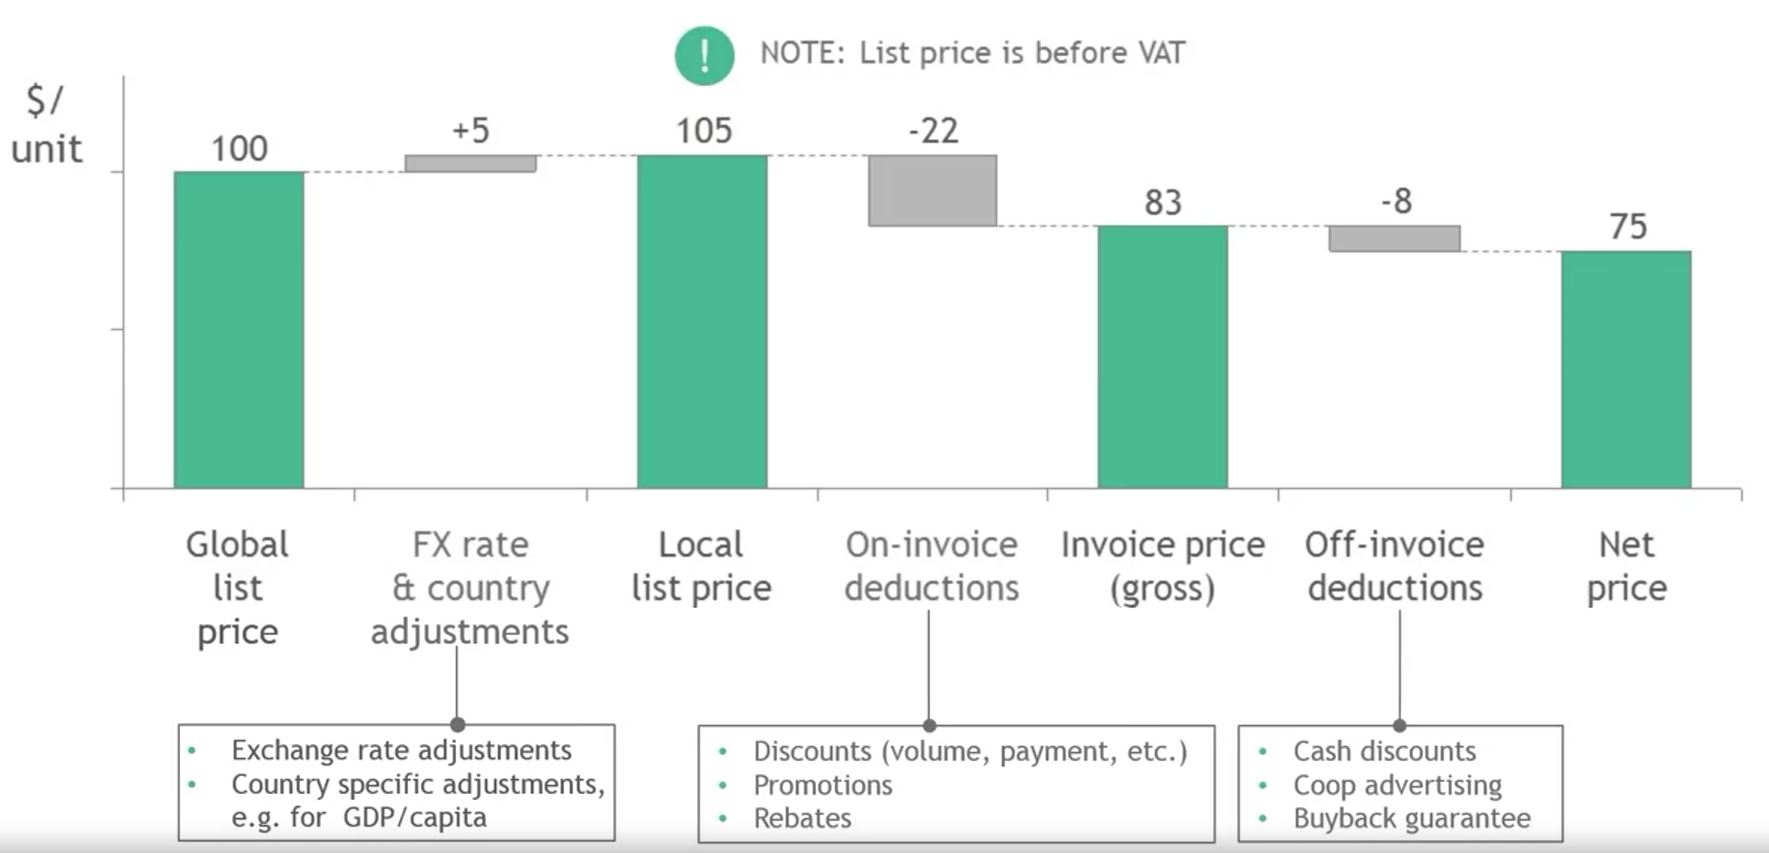 ! NOTE: List price is before VAT
$/
unit
100
+5
105
-22
83
-8
75
Global
list
price
FX rate
& country
adjustments
Local
list price
On-invoice
deductions
Invoice price
(gross)
Off-invoice
deductions
Net
price
• Exchange rate adjustments
• Country specific adjustments,
e.g. for GDP/capita
• Discounts (volume, payment, etc.)
• Promotions
• Rebates
• Cash discounts
• Coop advertising
• Buyback guarantee